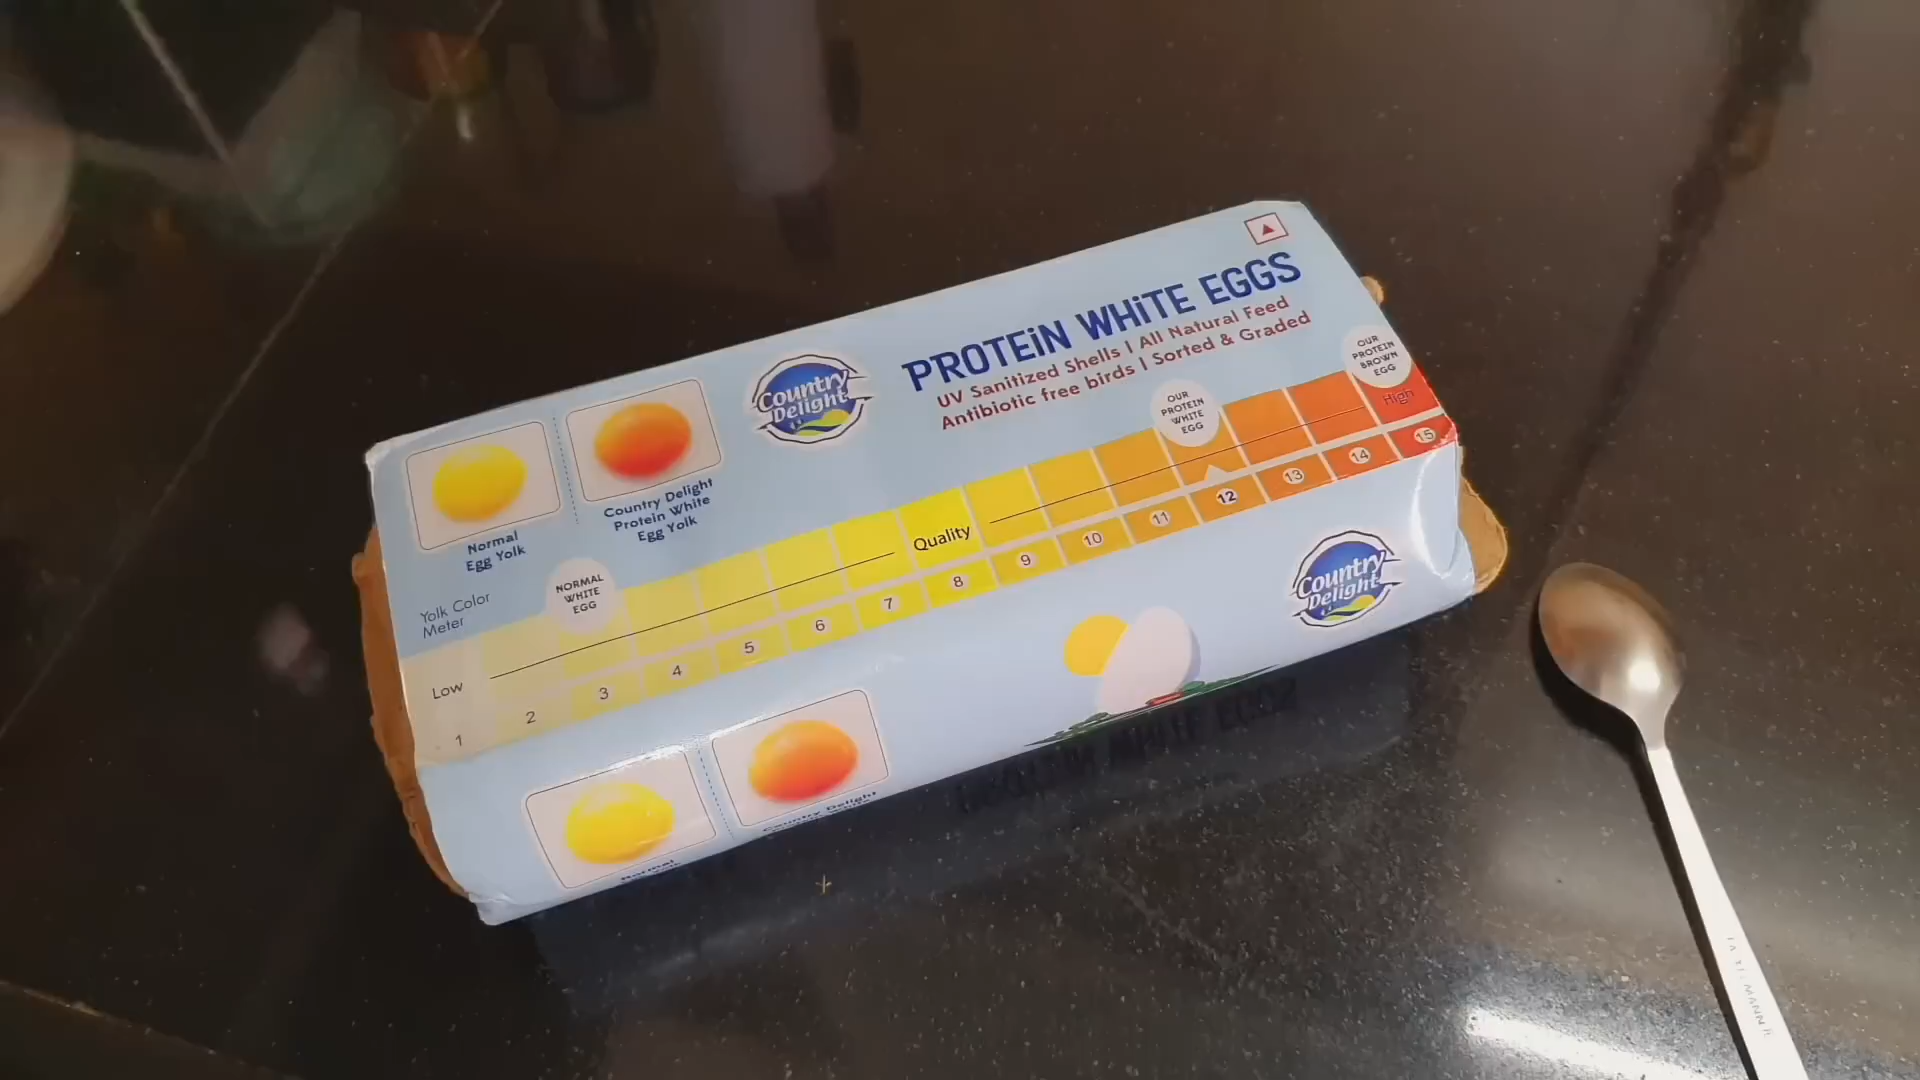 PROTEiN WHiTE EGGS
UV Sanitized Shells | All Natural Feed
Antibiotic free birds | Sorted & Graded
Country
Delight
Normal
Egg Yolk
Country Delight
Protein White
Egg Yolk
Yolk Color
Meter
NORMAL
WHITE
EGG
OUR
PROTEIN
WHITE
EGG
OUR
PROTEIN
BROWN
EGG
Low Quality High
1 2 3 4 5 6 7 8 9 10 11 12 13 14 15
Country
Delight
Normal
Country Delight